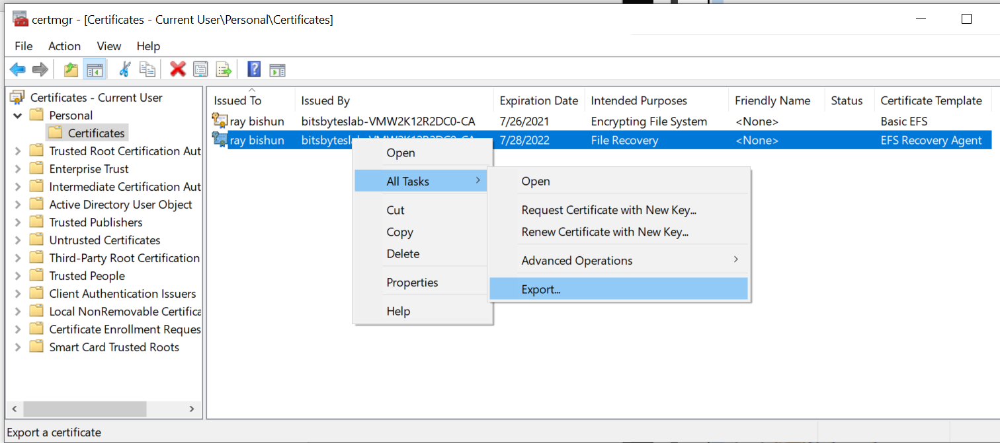 certmgr - [Certificates - Current User\Personal\Certificates]
File Action View Help
Certificates - Current User
Personal
Certificates
Trusted Root Certification Aut
Enterprise Trust
Intermediate Certification Aut
Active Directory User Object
Trusted Publishers
Untrusted Certificates
Third-Party Root Certification
Trusted People
Client Authentication Issuers
Local NonRemovable Certifica
Certificate Enrollment Reques
Smart Card Trusted Roots
Issued To Issued By Expiration Date Intended Purposes Friendly Name Status Certificate Template
ray bishun bitsbyteslab-VMW2K12R2DC0-CA 7/26/2021 Encrypting File System <None> Basic EFS
ray bishun bitsbyteslab-VMW2K12R2DC0-CA 7/28/2022 File Recovery <None> EFS Recovery Agent
Open
All Tasks
Cut
Copy
Delete
Properties
Help
Open
Request Certificate with New Key...
Renew Certificate with New Key...
Advanced Operations
Export...
Export a certificate